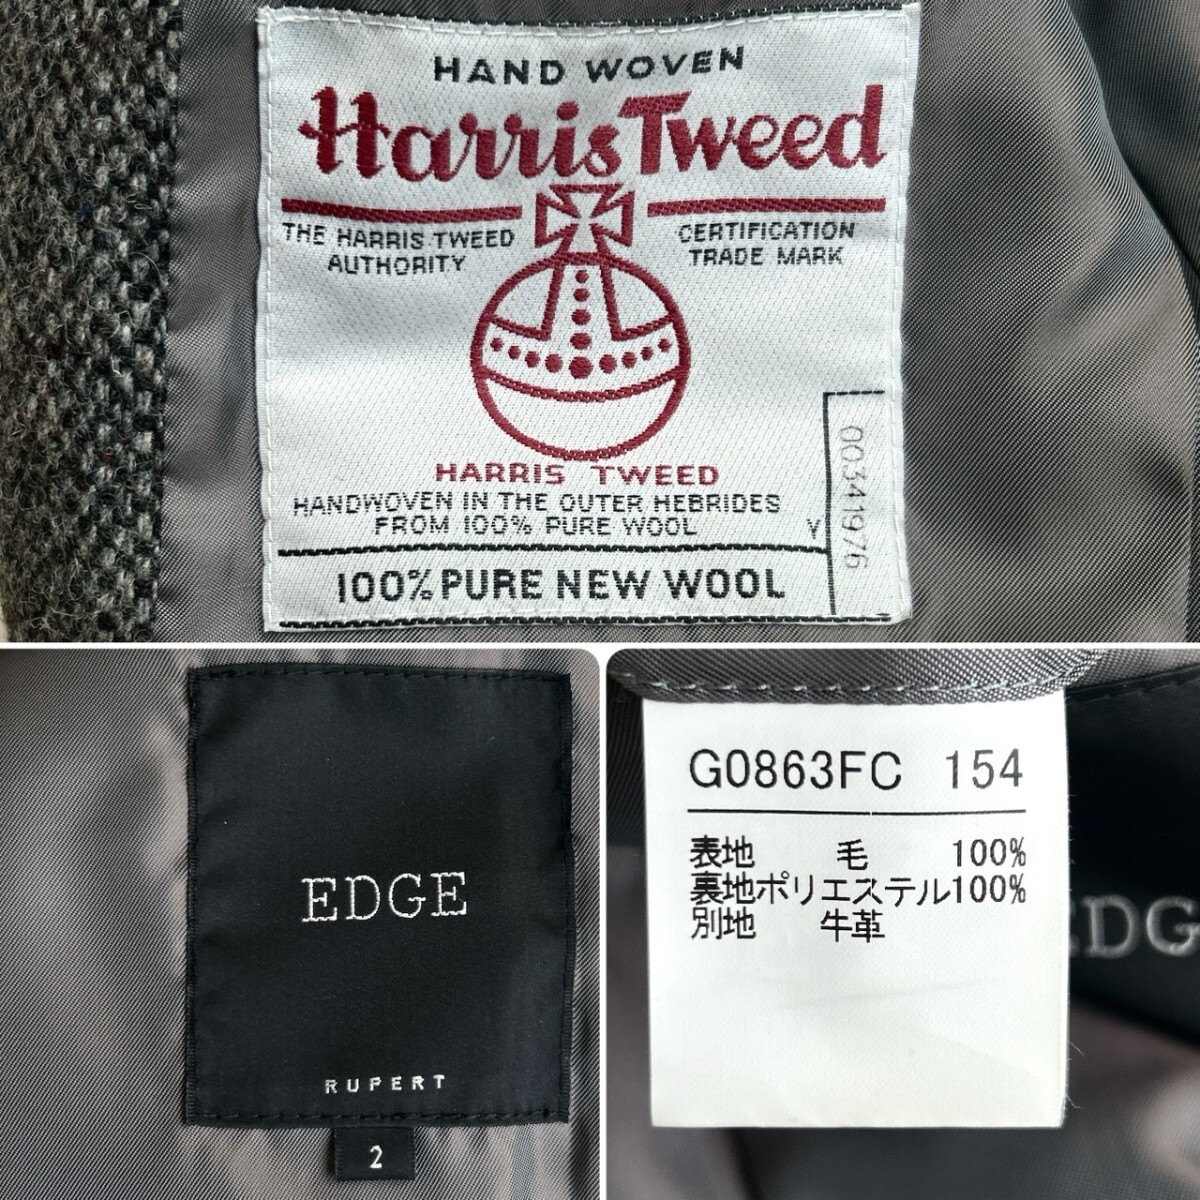 HAND WOVEN
Harris Tweed
THE HARRIS TWEED
AUTHORITY
CERTIFICATION
TRADE MARK
HARRIS TWEED
HANDWOVEN IN THE OUTER HEBRIDES
FROM 100% PURE WOOL
Y
00341976
100% PURE NEW WOOL
EDGE
RUPERT
2
G0863FC 154
表地 毛 100%
裏地ポリエステル100%
別地 牛革
EDG